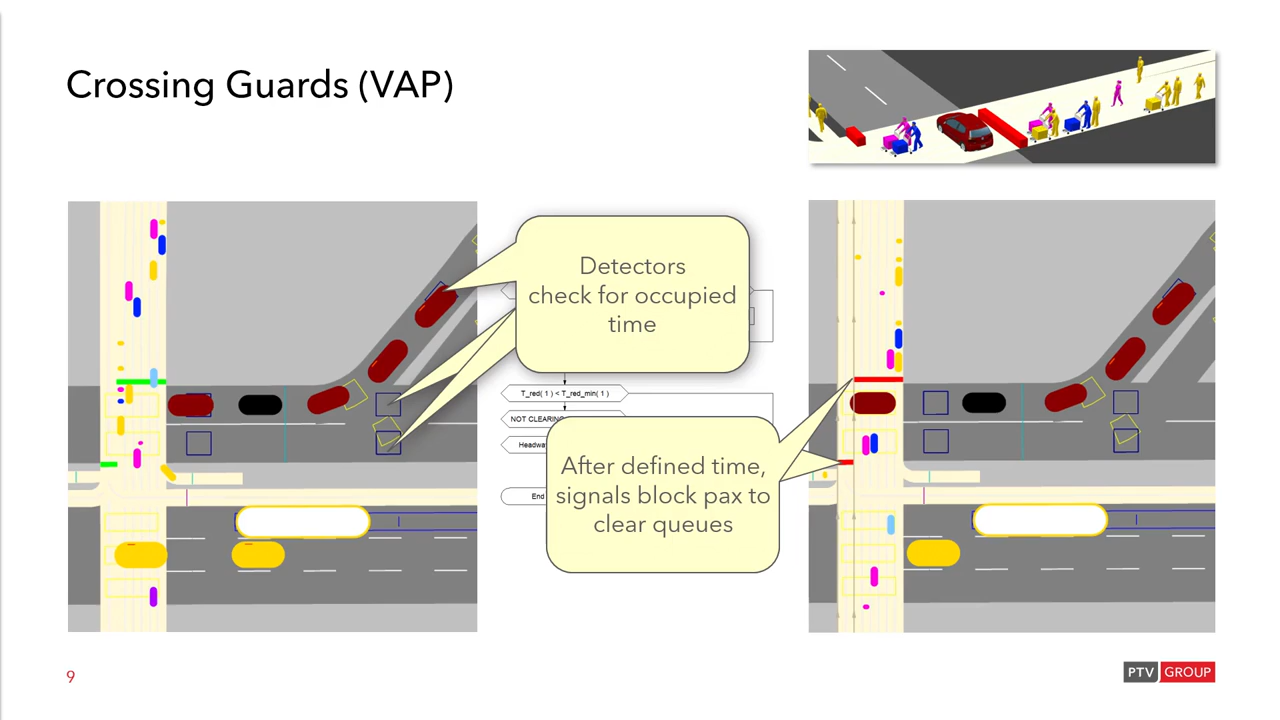 Crossing Guards (VAP)
Detectors
check for occupied
time
T_red( 1 ) < T_red_min( 1 )
NOT CLEARING
After defined time,
signals block pax to
clear queues
End
9
PTV GROUP